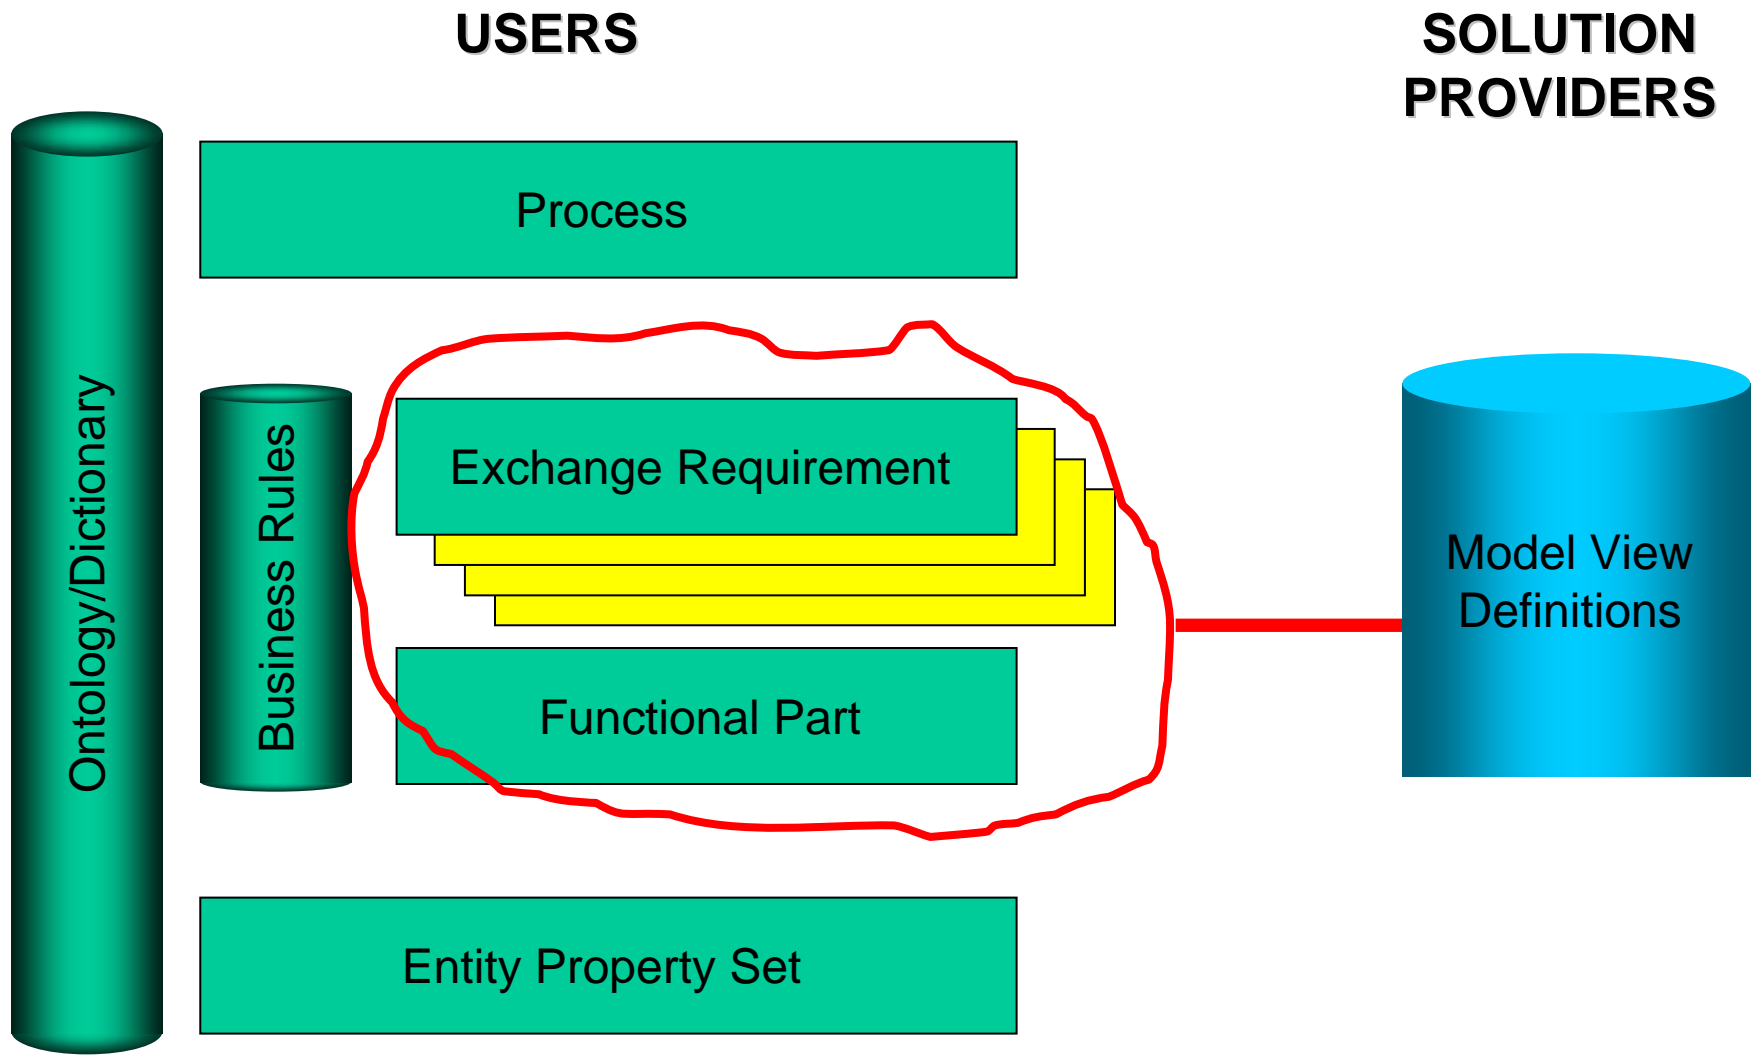 USERS
SOLUTION
PROVIDERS
Process
Ontology/Dictionary
Business Rules
Exchange Requirement
Functional Part
Model View
Definitions
Entity Property Set